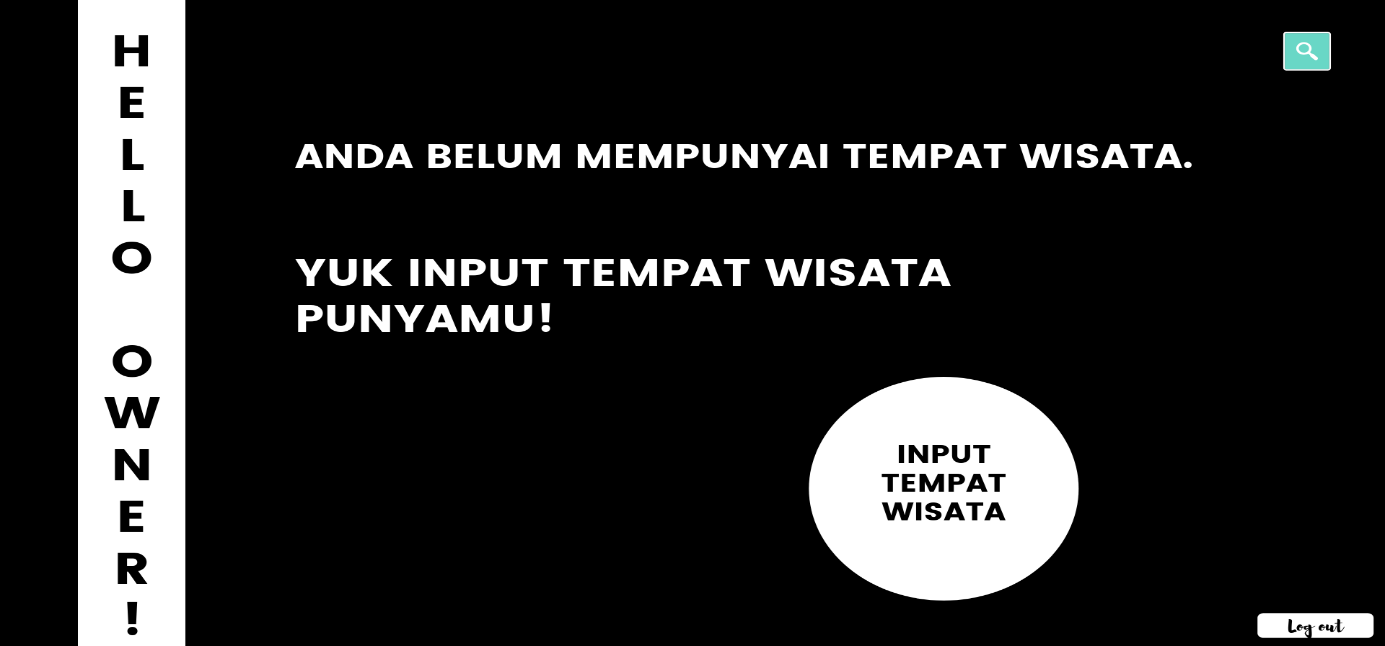 HELLO OWNER!
ANDA BELUM MEMPUNYAI TEMPAT WISATA.
YUK INPUT TEMPAT WISATA
PUNYAMU!
INPUT
TEMPAT
WISATA
Log out